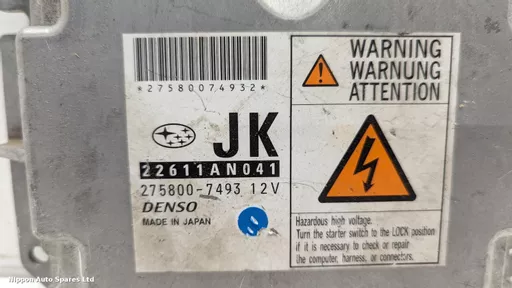 *27580074932*
JK
22611AN041
275800-7493 12V
DENSO
MADE IN JAPAN
WARNING
WARNUNG
ATTENTION
Hazardous high voltage.
Turn the starter switch to the LOCK position
if it is necessary to check or repair
the computer, harness, or connectors.
Nippon Auto Spares Ltd